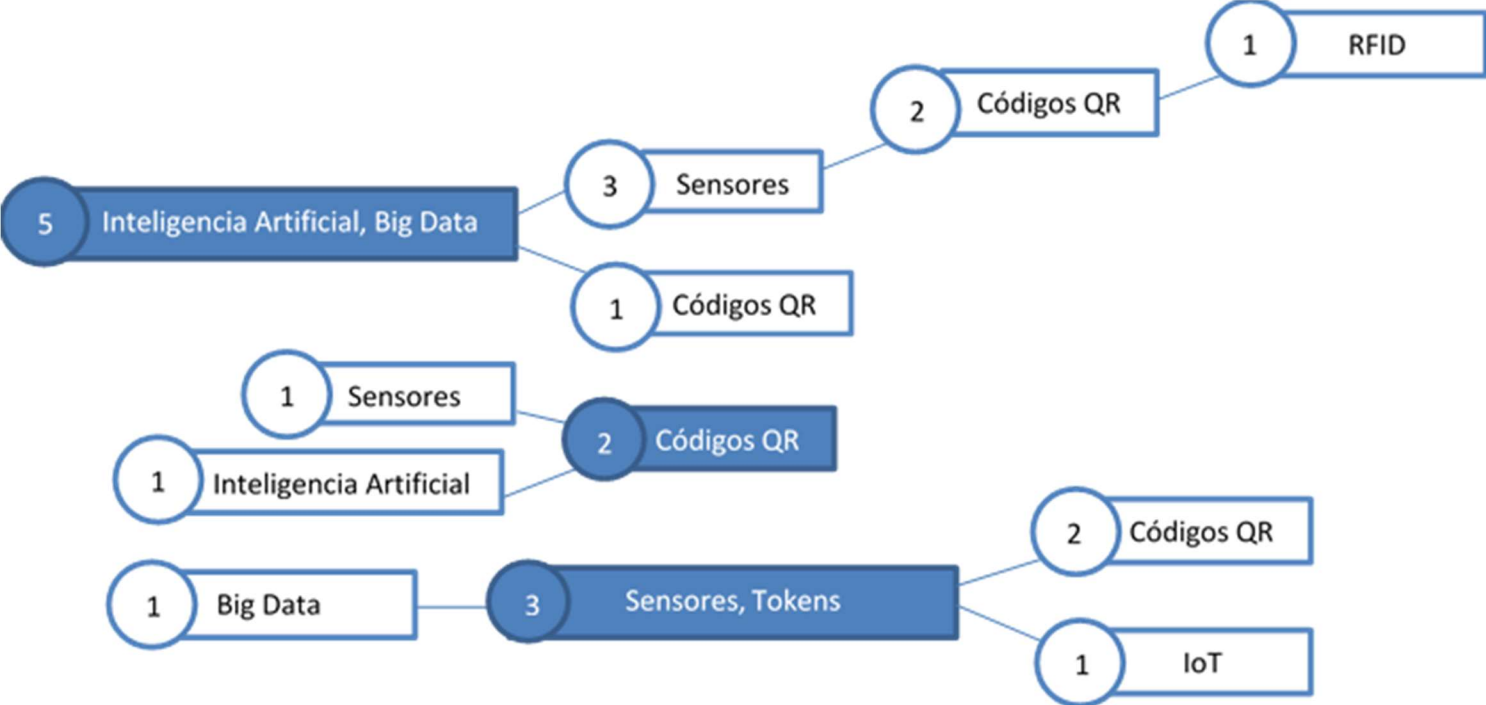 1 RFID
2 Códigos QR
3 Sensores
5 Inteligencia Artificial, Big Data
1 Códigos QR
1 Sensores
2 Códigos QR
1 Inteligencia Artificial
2 Códigos QR
1 Big Data
3 Sensores, Tokens
1 IoT